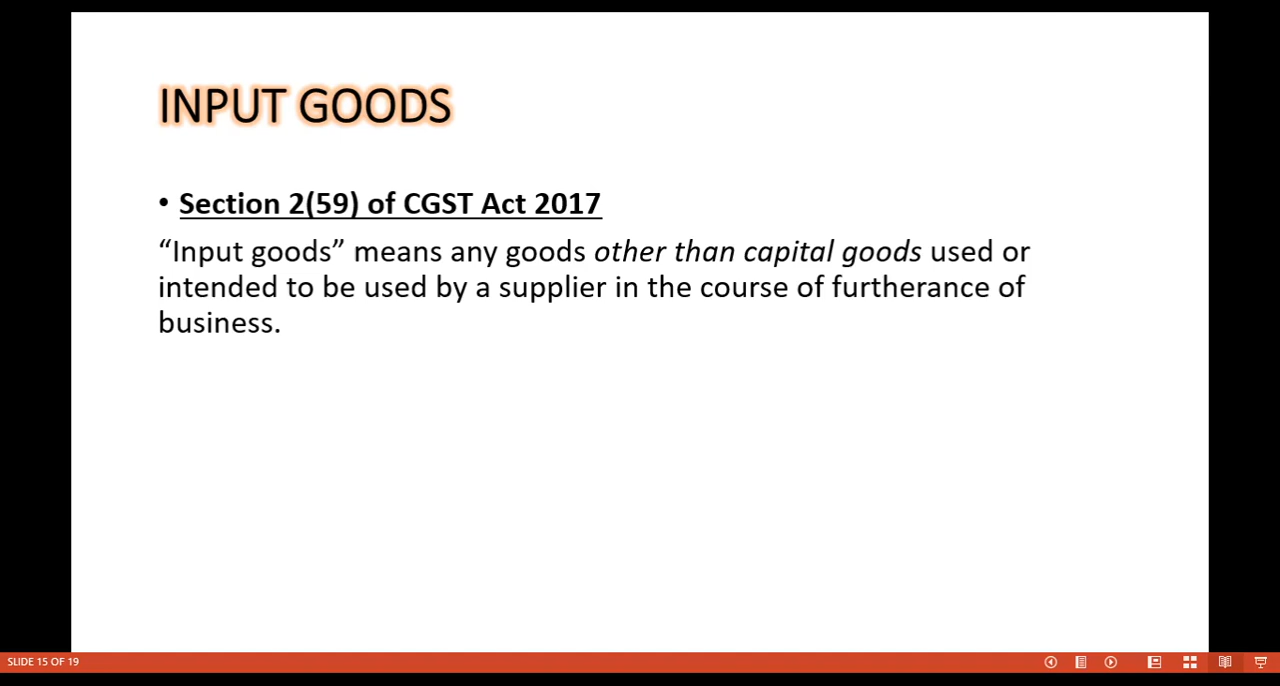 INPUT GOODS
• Section 2(59) of CGST Act 2017
“Input goods” means any goods other than capital goods used or
intended to be used by a supplier in the course of furtherance of
business.
SLIDE 15 OF 19